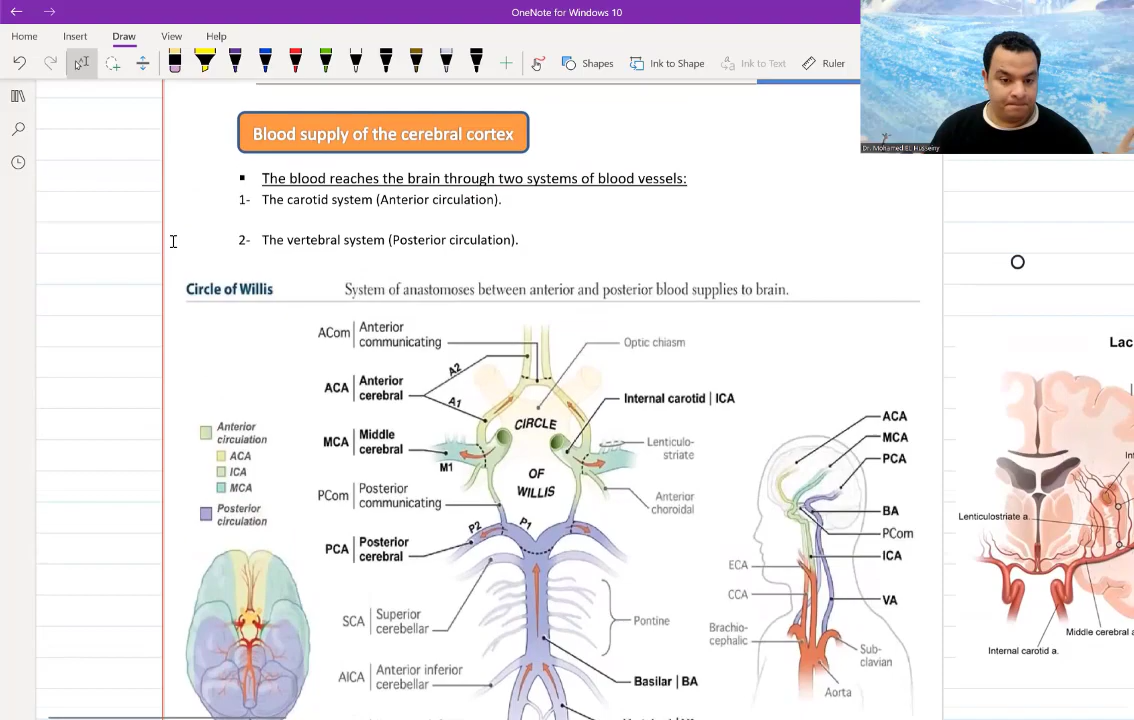 OneNote for Windows 10
Home Insert Draw View Help
Shapes Ink to Shape Ink to Text Ruler
Dr. Mohamed EL Husseiny
Blood supply of the cerebral cortex
▪ The blood reaches the brain through two systems of blood vessels:
1- The carotid system (Anterior circulation).
2- The vertebral system (Posterior circulation).
Circle of Willis System of anastomoses between anterior and posterior blood supplies to brain.
ACom Anterior communicating
Optic chiasm
ACA Anterior cerebral
A2
A1
Internal carotid | ICA
CIRCLE
OF
WILLIS
MCA Middle cerebral
M1
Lenticulo-
striate
PCom Posterior communicating
Anterior
choroidal
PCA Posterior cerebral
P2
P1
SCA Superior cerebellar
Pontine
AICA Anterior inferior cerebellar
Basilar | BA
Anterior
circulation
ACA
ICA
MCA
Posterior
circulation
ACA
MCA
PCA
BA
PCom
ICA
ECA
CCA
VA
Brachio-
cephalic
Sub-
clavian
Aorta
Lac
Lenticulostriate a.
Middle cerebral a
Internal carotid a.